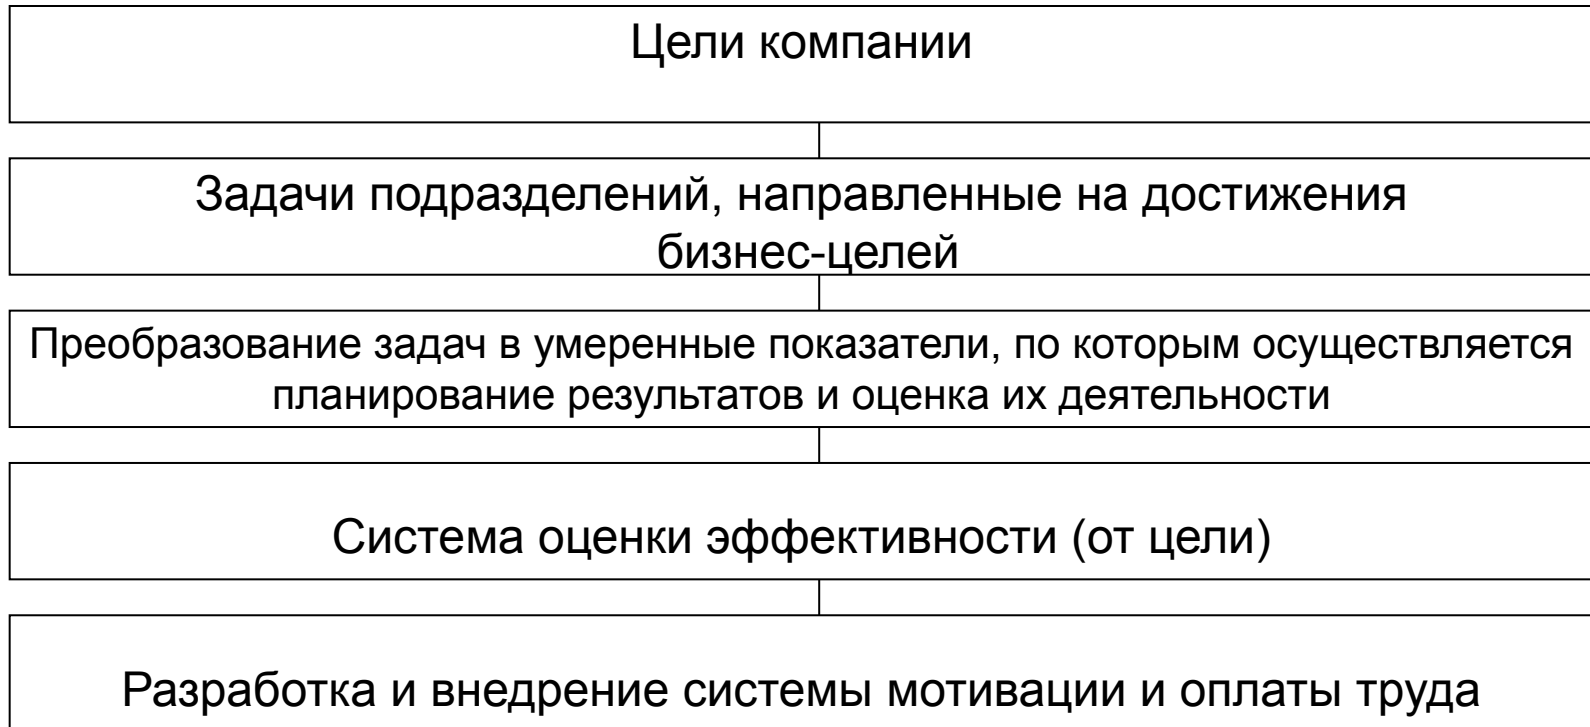 Цели компании
Задачи подразделений, направленные на достижения
бизнес-целей
Преобразование задач в умеренные показатели, по которым осуществляется
планирование результатов и оценка их деятельности
Система оценки эффективности (от цели)
Разработка и внедрение системы мотивации и оплаты труда